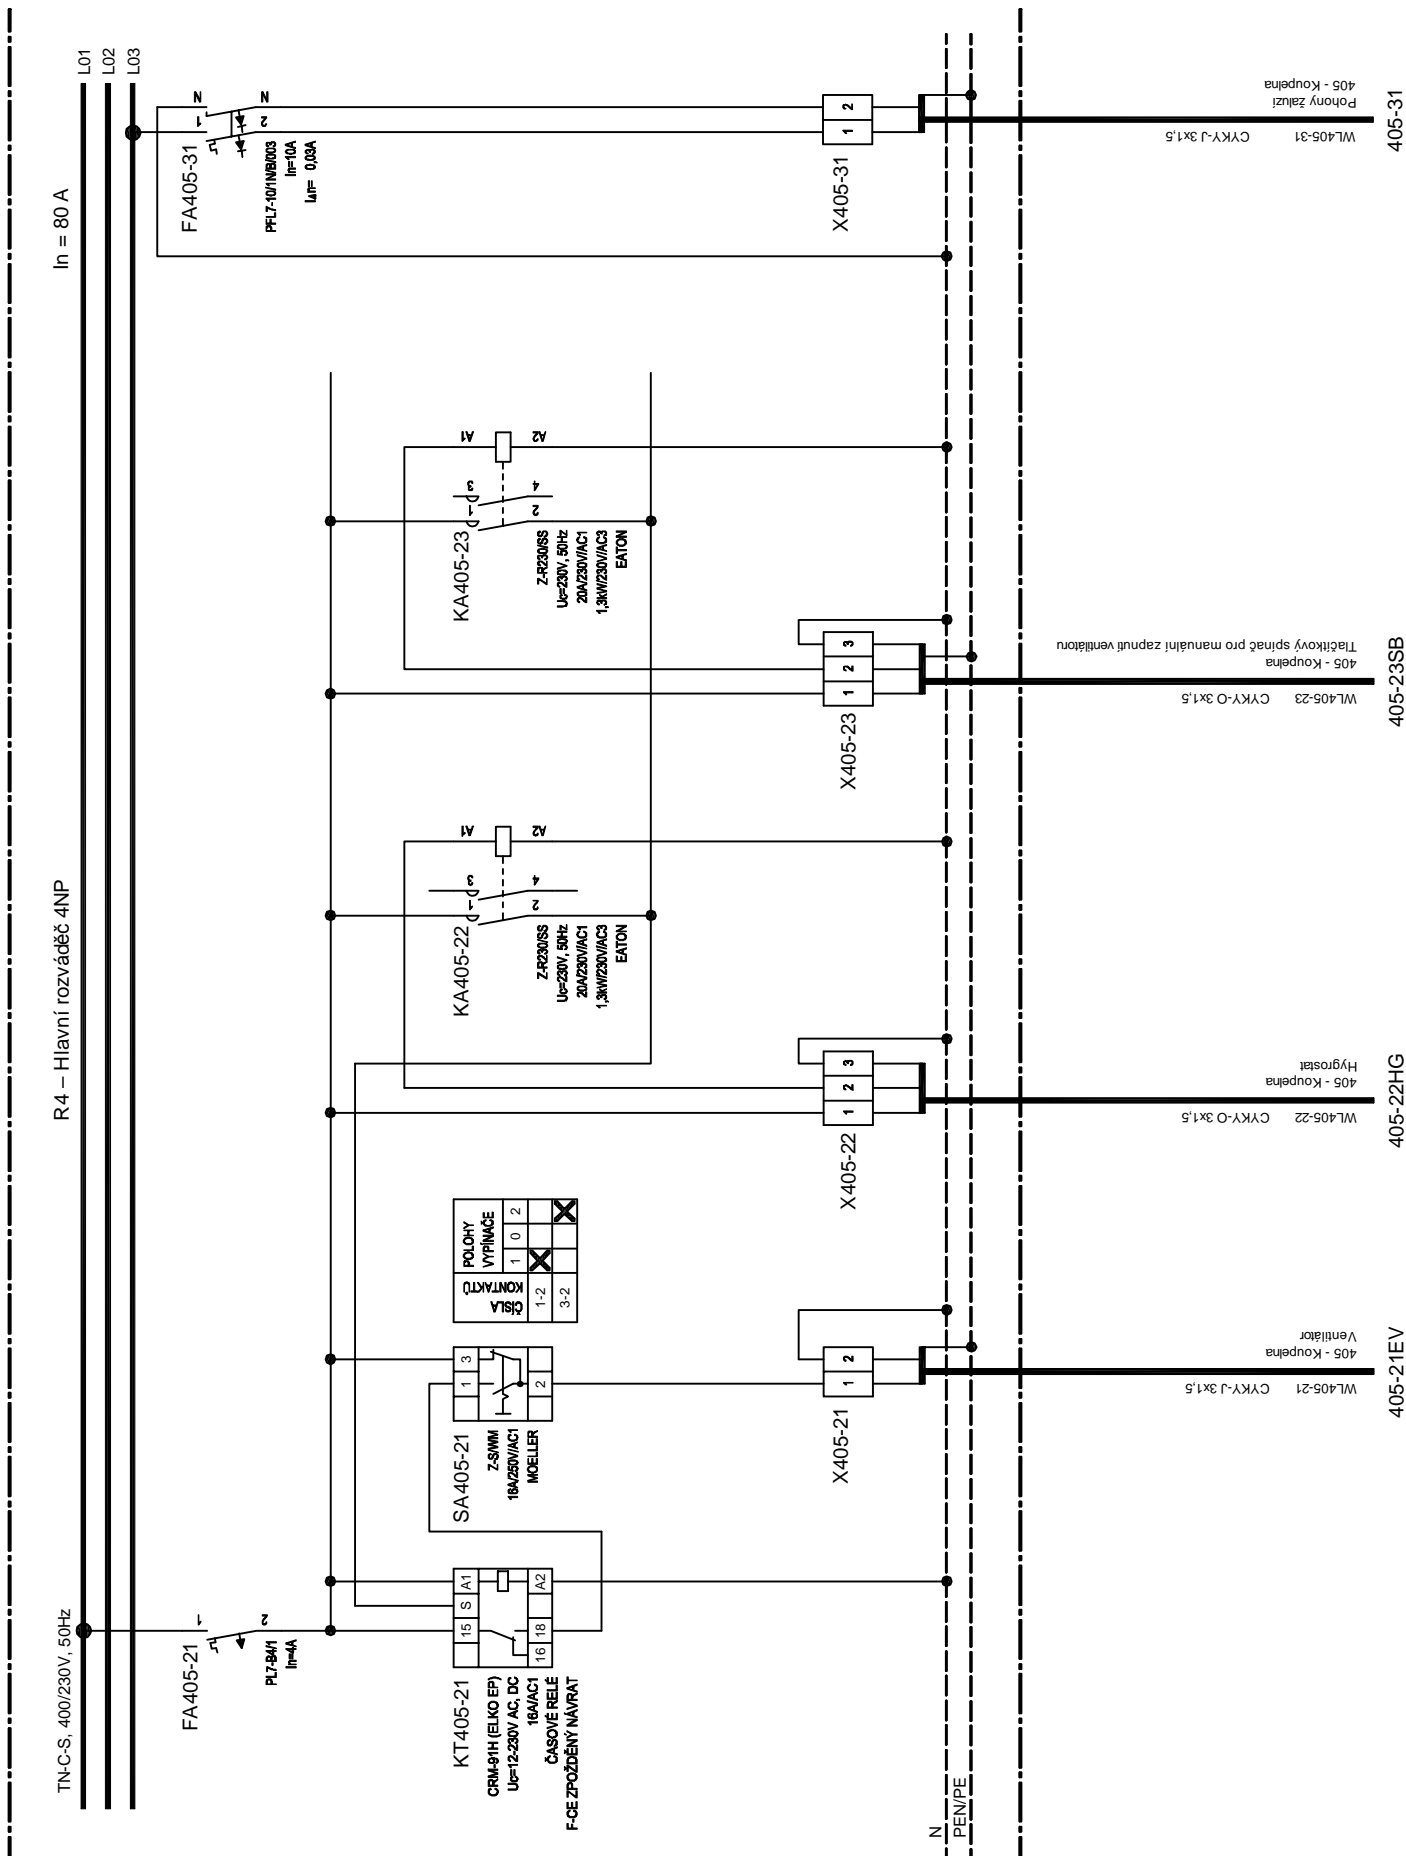 TN-C-S, 400/230V, 50Hz
R4 – Hlavní rozváděč 4NP
In = 80 A
L01
L02
L03
FA405-21
1
2
PL7-B4/1
In=4A
FA405-31
1
N
2
N
PFL7-10/1N/B/003
In=10A
IΔn= 0,03A
KT405-21
15
S
A1
16
18
A2
CRM-91H (ELKO EP)
Uc=12-230V AC, DC
16A/AC1
ČASOVÉ RELÉ
F-CE ZPOŽDĚNÝ NÁVRAT
SA405-21
1
3
2
Z-S/WM
16A/250V/AC1
MOELLER
ČÍSLA
KONTAKTŮ
POLOHY
VYPÍNAČE
1
0
2
1-2
3-2
KA405-22
1
3
A1
2
4
A2
Z-R230/SS
Uc=230V, 50Hz
20A/230V/AC1
1,3kW/230V/AC3
EATON
KA405-23
1
3
A1
2
4
A2
Z-R230/SS
Uc=230V, 50Hz
20A/230V/AC1
1,3kW/230V/AC3
EATON
X405-21
1
2
X405-22
1
2
3
X405-23
1
2
3
X405-31
1
2
N
PEN/PE
WL405-21 CYKY-J 3x1,5
405 - Koupelna
Ventilátor
405-21EV
WL405-22 CYKY-O 3x1,5
405 - Koupelna
Hygrostat
405-22HG
WL405-23 CYKY-O 3x1,5
405 - Koupelna
Tlačítkový spínač pro manuální zapnutí ventilátoru
405-23SB
WL405-31 CYKY-J 3x1,5
Pohony žaluzí
405 - Koupelna
405-31